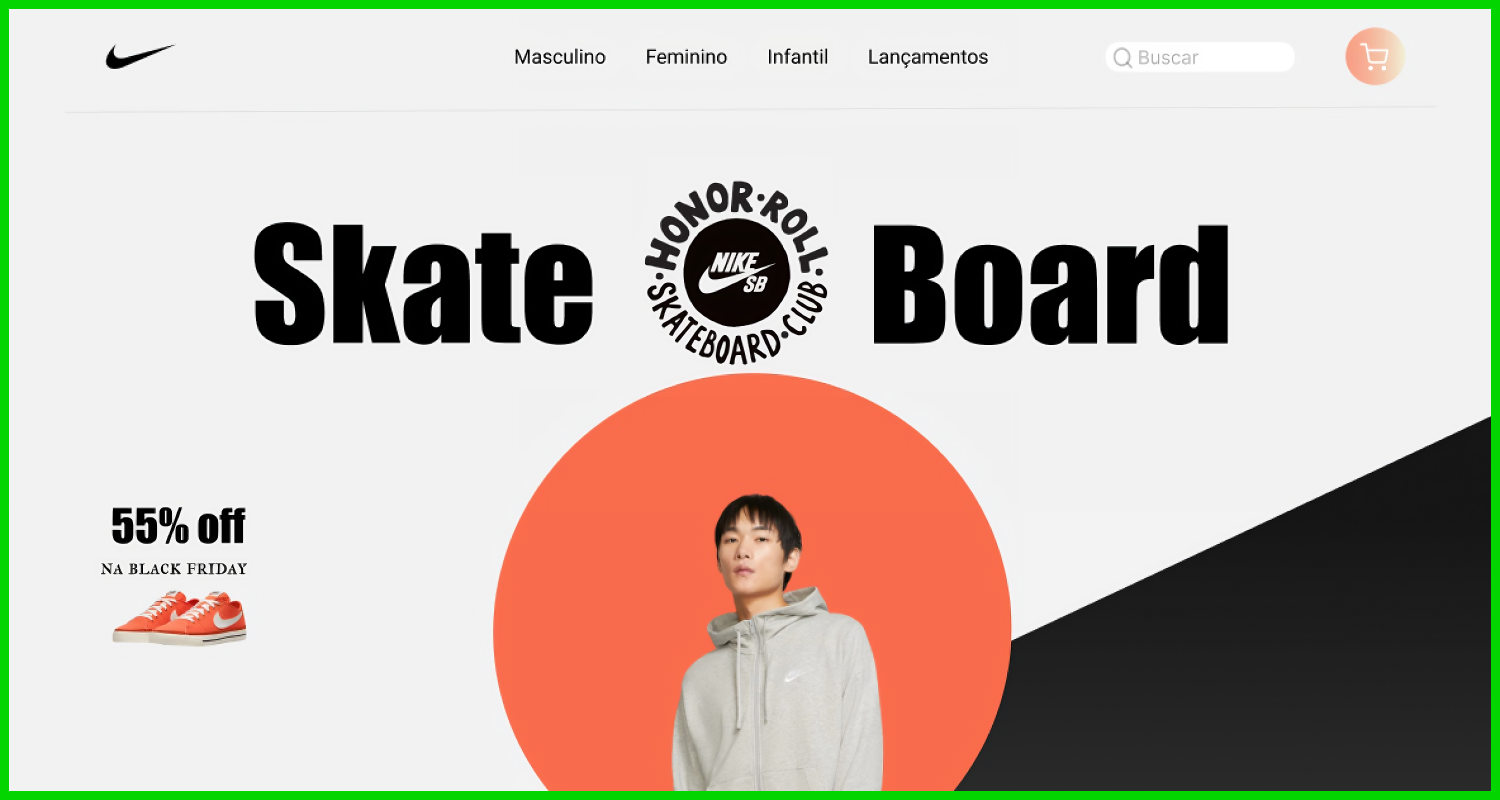 Masculino Feminino Infantil Lançamentos Buscar
HONOR·ROLL
Skate NIKE SB Board
·SKATEBOARD·CLUB·
55% off
NA BLACK FRIDAY